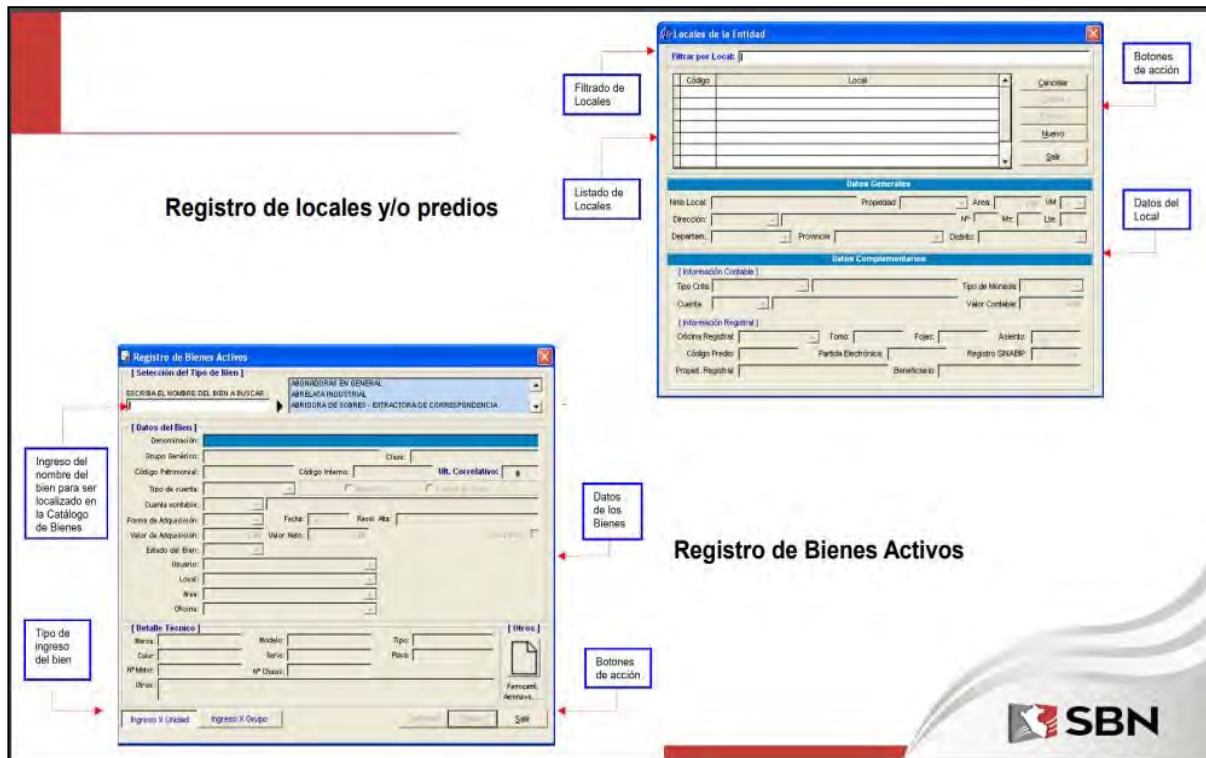 Locales de la Entidad
Filtrar por Local:
Código Local
Cancelar
Nuevo
Salir
Filtrado de
Locales
Botones
de acción
Listado de
Locales
Datos del
Local
Registro de locales y/o predios
Datos Generales
Nmb Local: Propiedad: Area: UM
Dirección: Nº: Mz: Lte:
Departam.: Provincia: Distrito:
Datos Complementarios
[ Información Contable ]
Tipo Cnta: Tipo de Moneda:
Cuenta: Valor Contable:
[ Información Registral ]
Oficina Registral: Tomo: Fojas: Asiento:
Código Predio: Partida Electrónica: Registro SINABIP:
Propiet. Registral: Beneficiario:
Registro de Bienes Activos
[ Selección del Tipo de Bien ]
ESCRIBA EL NOMBRE DEL BIEN A BUSCAR :
ABONADORAS EN GENERAL
ABRELATA INDUSTRIAL
ABRIDORA DE SOBRES - EXTRACTORA DE CORRESPONDENCIA
[ Datos del Bien ]
Denominación:
Grupo Genérico: Clase:
Código Patrimonial: Código Interno: Ult. Correlativo: 0
Tipo de cuenta:
Cuenta contable:
Forma de Adquisición: Fecha: Resol. Alta:
Valor de Adquisición: Valor Neto:
Estado del Bien:
Usuario:
Local:
Area:
Oficina:
[ Detalle Técnico ]
[ Otros ]
Marca: Modelo: Tipo:
Color: Serie: Placa:
Nº Motor: Nº Chasis:
Otros:
Ferrocarril,
Aeronave,...
Ingreso X Unidad Ingreso X Grupo
Salir
Ingreso del
nombre del
bien para ser
localizado en
la Catálogo
de Bienes
Datos
de los
Bienes
Tipo de
ingreso
del bien
Botones
de acción
Registro de Bienes Activos
SBN